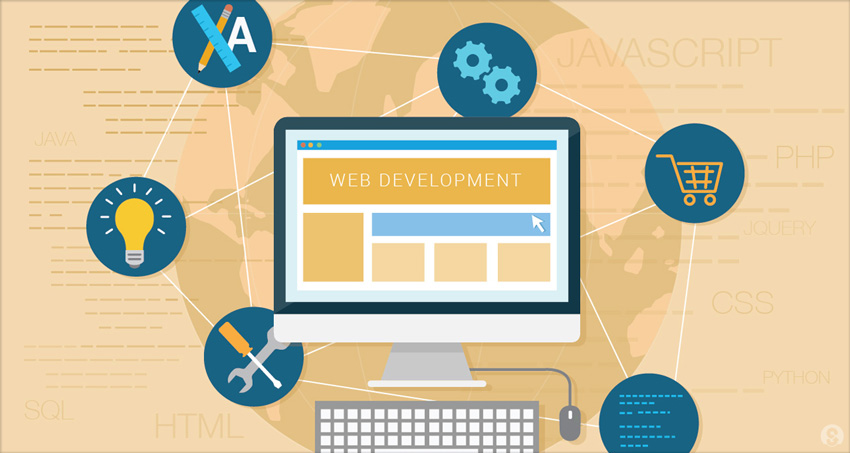 A
JAVASCRIPT
JAVA
PHP
WEB DEVELOPMENT
JQUERY
CSS
PYTHON
SQL
HTML
S